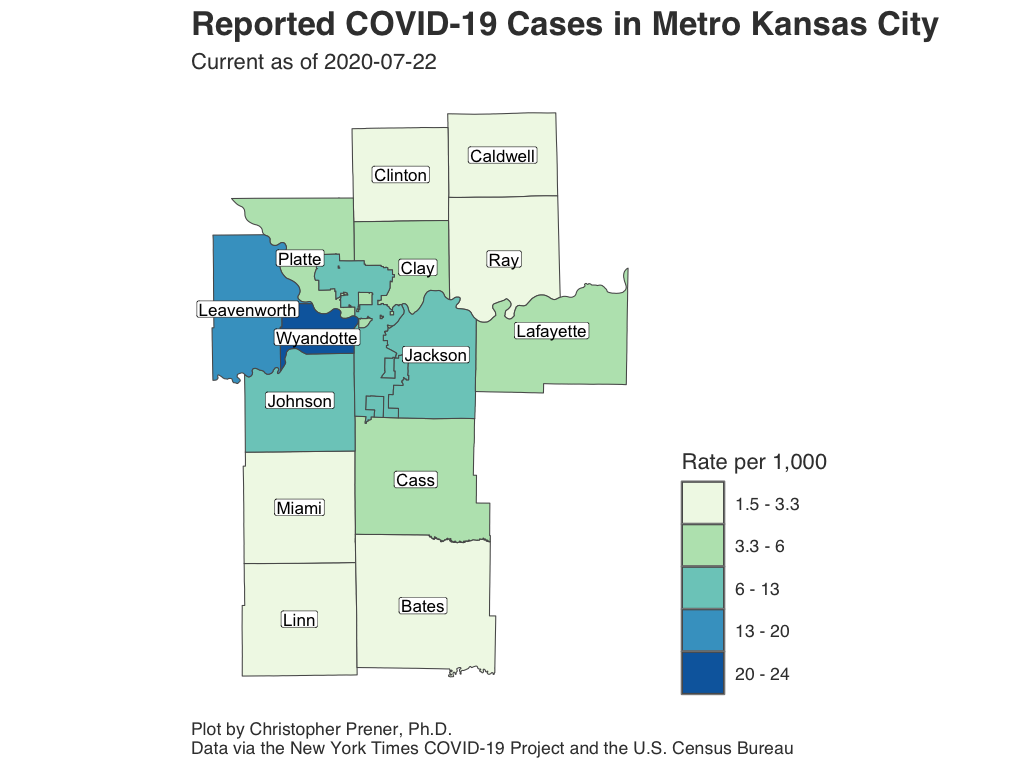 Reported COVID-19 Cases in Metro Kansas City
Current as of 2020-07-22
Caldwell
Clinton
Platte
Clay
Ray
Leavenworth
Wyandotte
Lafayette
Jackson
Johnson
Cass
Miami
Bates
Linn
Rate per 1,000
1.5 - 3.3
3.3 - 6
6 - 13
13 - 20
20 - 24
Plot by Christopher Prener, Ph.D.
Data via the New York Times COVID-19 Project and the U.S. Census Bureau